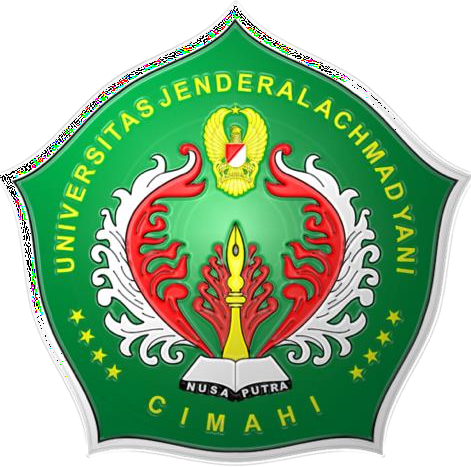 UNIVERSITAS JENDERAL ACHMAD YANI
NUSA PUTRA
CIMAHI